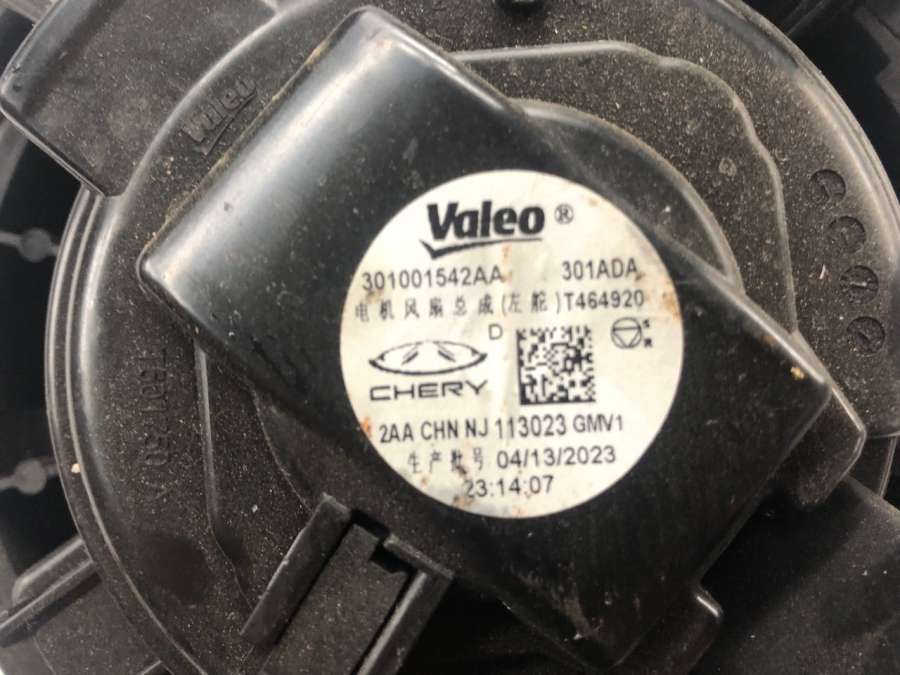 Valeo
Valeo ®
301001542AA 301ADA
电机风扇总成(左舵)T464920
D
S
R
CHERY
2AA CHN NJ 113023 GMV1
生产批号 04/13/2023
23:14:07